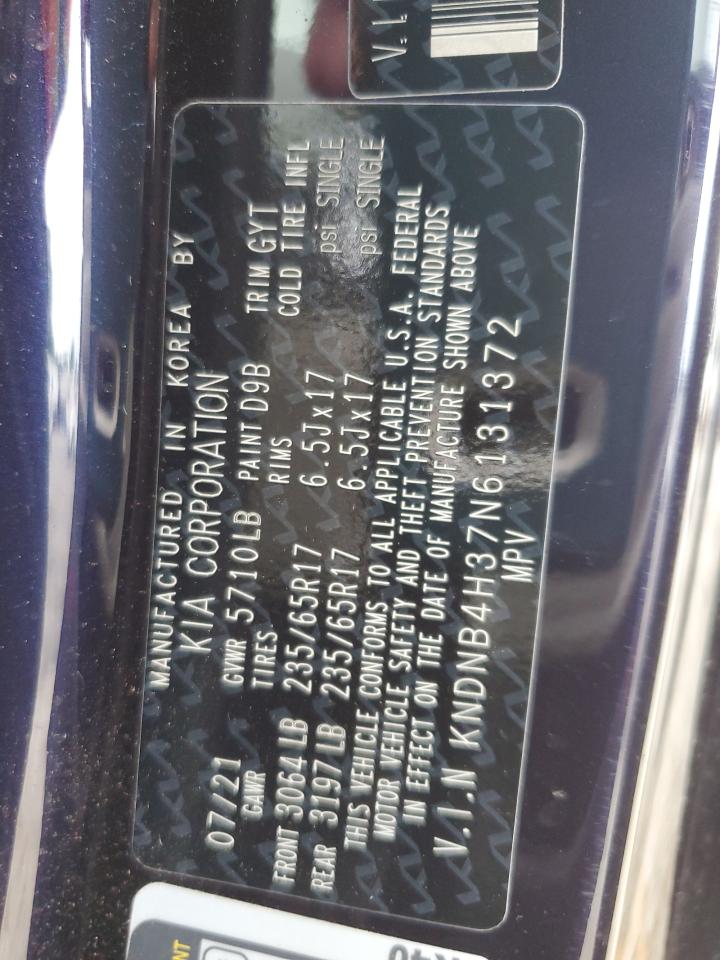 MANUFACTURED IN KOREA BY
KIA CORPORATION
07/21 GVWR 5710LB PAINT D9B TRIM GYT
GAWR TIRES RIMS COLD TIRE INFL
FRONT 3064LB 235/65R17 6.5Jx17 psi SINGLE
REAR 3197LB 235/65R17 6.5Jx17 psi SINGLE
THIS VEHICLE CONFORMS TO ALL APPLICABLE U.S.A. FEDERAL
MOTOR VEHICLE SAFETY AND THEFT PREVENTION STANDARDS
IN EFFECT ON THE DATE OF MANUFACTURE SHOWN ABOVE
V.I.N KNDNB4H37N6131372
MPV